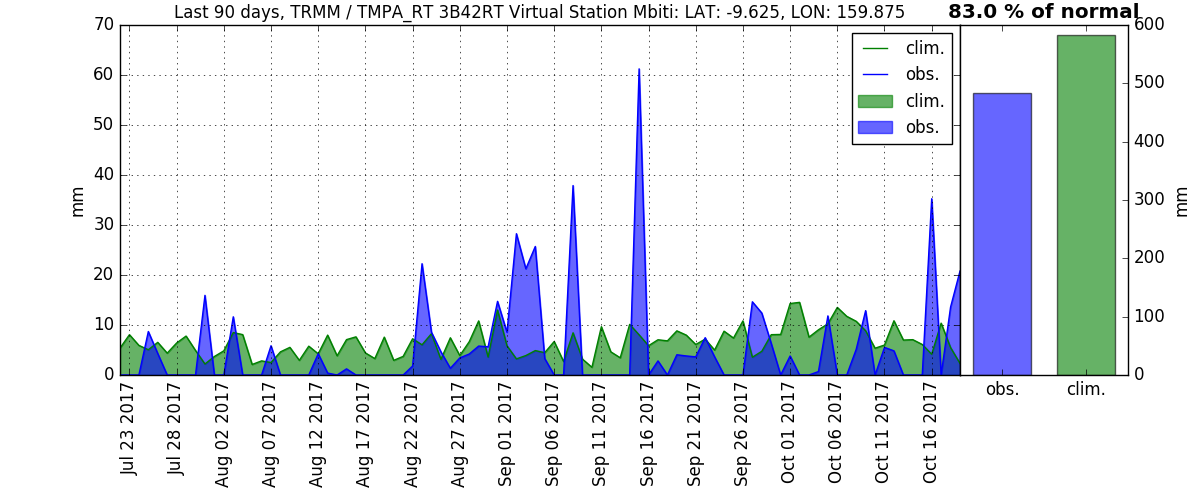 Last 90 days, TRMM / TMPA_RT 3B42RT Virtual Station Mbiti: LAT: -9.625, LON: 159.875
83.0 % of normal
70
60
50
40
30
20
10
0
mm
clim.
obs.
clim.
obs.
Jul 23 2017
Jul 28 2017
Aug 02 2017
Aug 07 2017
Aug 12 2017
Aug 17 2017
Aug 22 2017
Aug 27 2017
Sep 01 2017
Sep 06 2017
Sep 11 2017
Sep 16 2017
Sep 21 2017
Sep 26 2017
Oct 01 2017
Oct 06 2017
Oct 11 2017
Oct 16 2017
600
500
400
300
200
100
0
mm
obs.
clim.